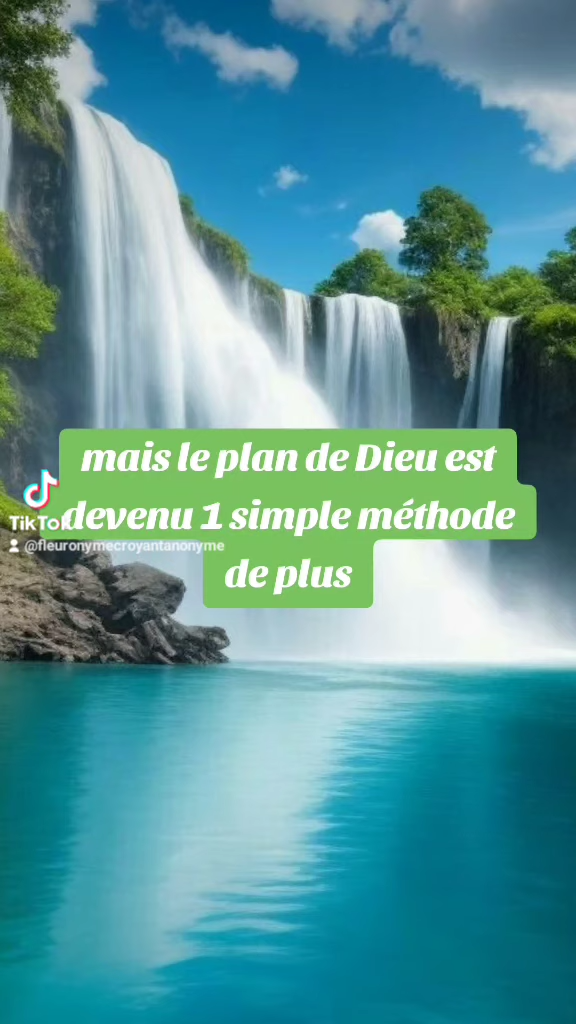 mais le plan de Dieu est
devenu 1 simple méthode
de plus
TikTok
@fleuronymecroyantanonyme